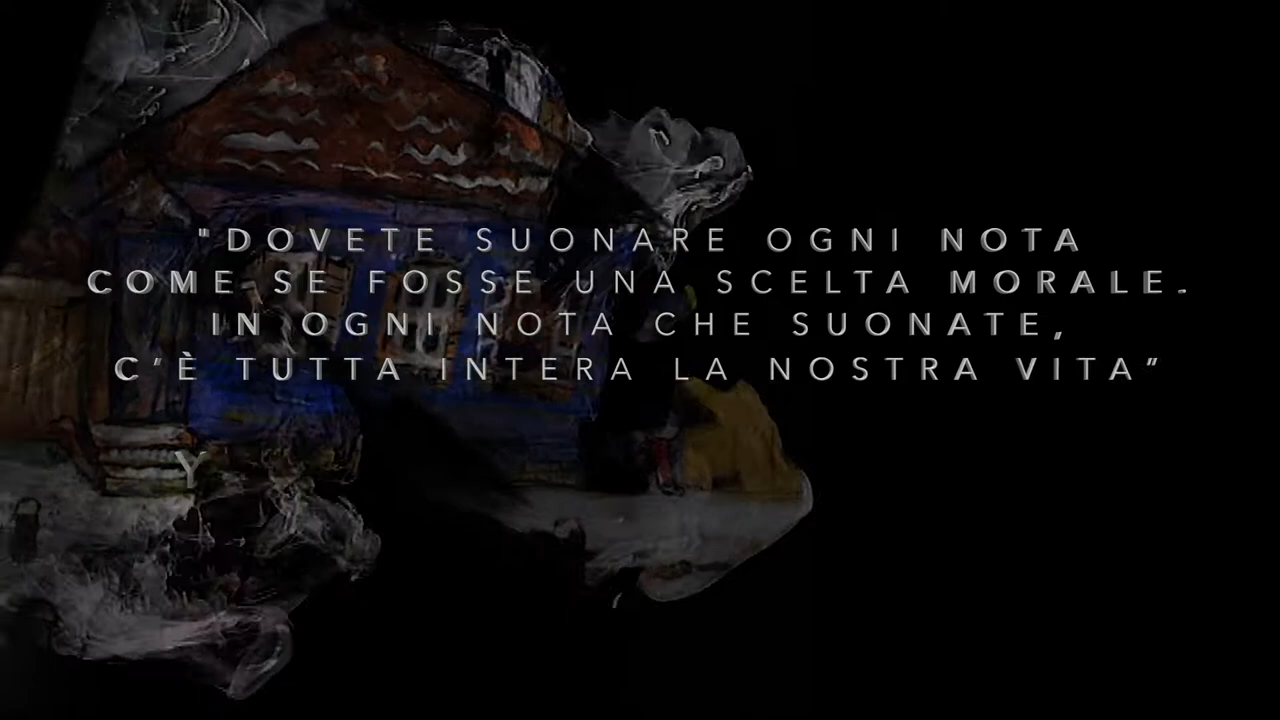 "DOVETE SUONARE OGNI NOTA
COME SE FOSSE UNA SCELTA MORALE.
IN OGNI NOTA CHE SUONATE,
C'È TUTTA INTERA LA NOSTRA VITA”
Y